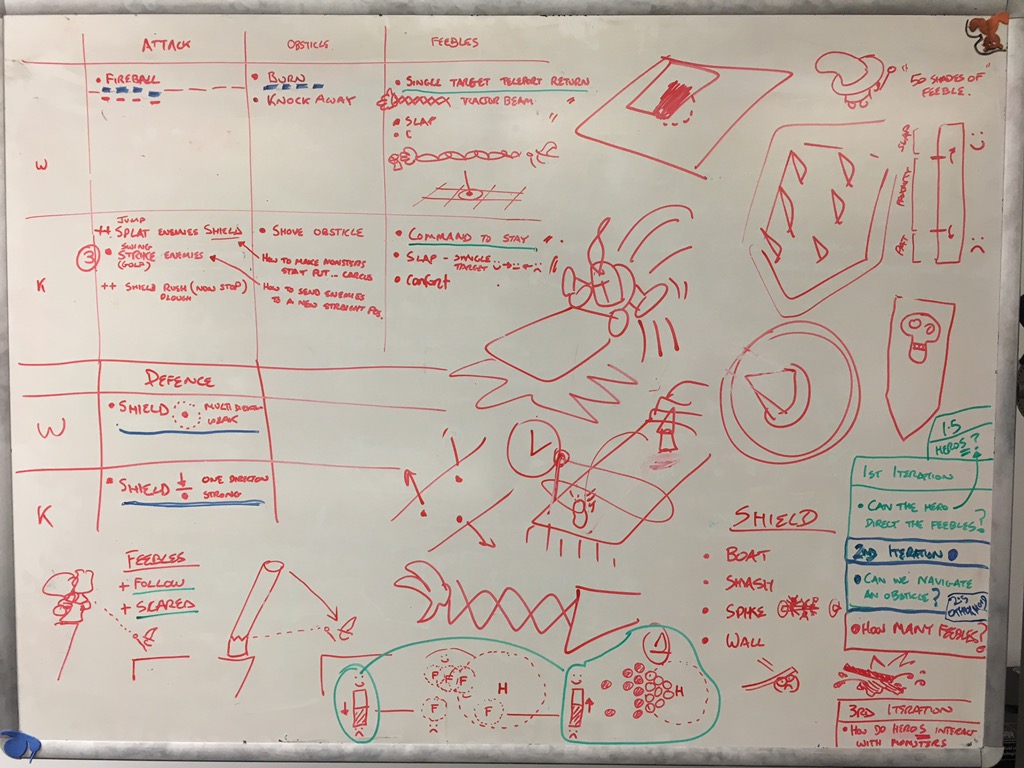 ATTACK
OBSTICLE
FEEBLES
• FIREBALL
• BURN
• KNOCK AWAY
• SINGLE TARGET TELEPORT RETURN
TRACTOR BEAM "
• SLAP "
• C
W
"50 SHADES OF
FEEBLE.
SLAP
PRIORITY
PAT
K
JUMP
++ SPLAT ENEMIES SHIELD
3
• SWING
STRIKE ENEMIES
(GOLF)
++ SHIELD RUSH (NON STOP)
PLOUGH
• SHOVE OBSTICLE
HOW TO MAKE MONSTERS
STAY PUT... CARCUS
HOW TO SEND ENEMIES
TO A NEW STRAIGHT POS.
• COMMAND TO STAY "
• SLAP - SINGLE
TARGET
• COMFORT
DEFENCE
W
• SHIELD
MULTI DIRECTION
WEAK
K
• SHIELD
ONE DIRECTION
STRONG
FEEBLES
+ FOLLOW
+ SCARED
SHIELD
• BOAT
• SMASH
• SPIKE
• WALL
1.5
HEROS?
1ST ITERATION
• CAN THE HERO
DIRECT THE FEEBLES?
2ND ITERATION
• CAN WE NAVIGATE
AN OBSTICLE?
2.5
OTHER HERO?
• HOW MANY FEEBLES?
3RD ITERATION
• HOW DO HEROS INTERACT
WITH MONSTERS
F F F
H
F
F
H